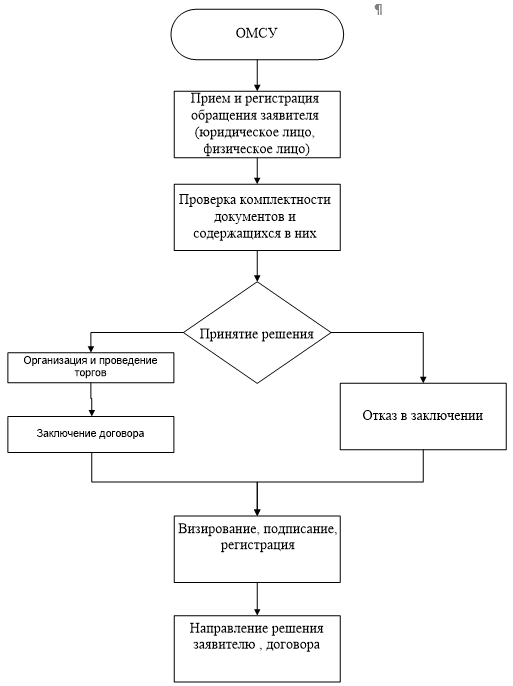 ОМСУ
¶
Прием и регистрация
обращения заявителя
(юридическое лицо,
физическое лицо)
Проверка комплектности
документов и
содержащихся в них
Принятие решения
Организация и проведение
торгов
Заключение договора
Отказ в заключении
Визирование, подписание,
регистрация
Направление решения
заявителю , договора